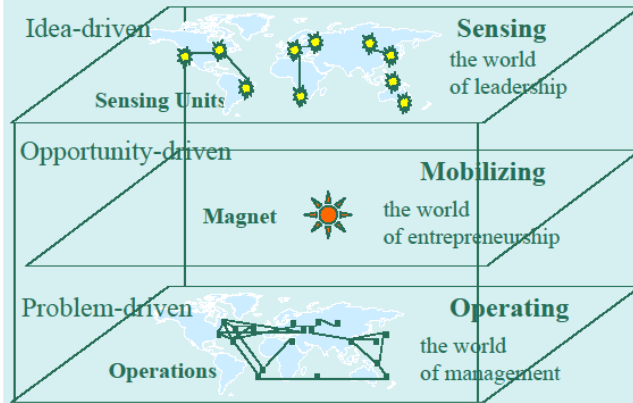 Idea-driven
Sensing
the world
of leadership
Sensing Units
Opportunity-driven
Mobilizing
Magnet
the world
of entrepreneurship
Problem-driven
Operating
the world
of management
Operations